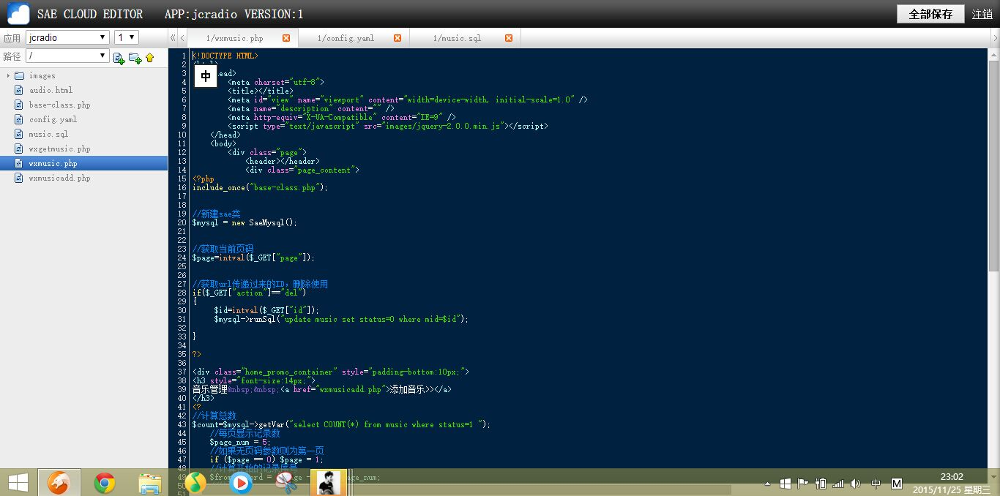 SAE CLOUD EDITOR APP:jcradio VERSION:1 全部保存 注销
应用 jcradio 1 1/wxmusic.php 1/config.yaml 1/music.sql
路径 /
images
audio.html
base-class.php
config.yaml
music.sql
wxgetmusic.php
wxmusic.php
wxmusicadd.php
1 <!DOCTYPE HTML>
2
3 ead>
中
4 <meta charset="utf-8">
5 <title></title>
6 <meta id="view" name="viewport" content="width=device-width, initial-scale=1.0" />
7 <meta name="description" content="" />
8 <meta http-equiv="X-UA-Compatible" content="IE=9" />
9 <script type="text/javascript" src="images/jquery-2.0.0.min.js"></script>
10 </head>
11 <body>
12 <div class="page">
13 <header></header>
14 <div class="page_content">
15 <?php
16 include_once("base-class.php");
17
18
19 //新建sae类
20 $mysql = new SaeMysql();
21
22
23 //获取当前页码
24 $page=intval($_GET["page"]);
25
26
27 //获取url传递过来的ID，删除使用
28 if($_GET["action"]=="del")
29 {
30 $id=intval($_GET["id"]);
31 $mysql->runSql("update music set status=0 where mid=$id");
32
33 }
34
35 ?>
36
37 <div class="home_promo_container" style="padding-bottom:10px;">
38 <h3 style="font-size:14px;">
39 音乐管理&nbsp;&nbsp;<a href="wxmusicadd.php">添加音乐>></a>
40 </h3>
41 <?
42 //计算总数
43 $count=$mysql->getVar("select COUNT(*) from music where status=1 ");
44 //每页显示记录数
45 $page_num = 5;
46 //如果无页码参数则为第一页
47 if ($page == 0) $page = 1;
48 //计算开始的记录序号
49 $from ord = ge - age_num;
50
51
中 M
23:02
2015/11/25 星期三